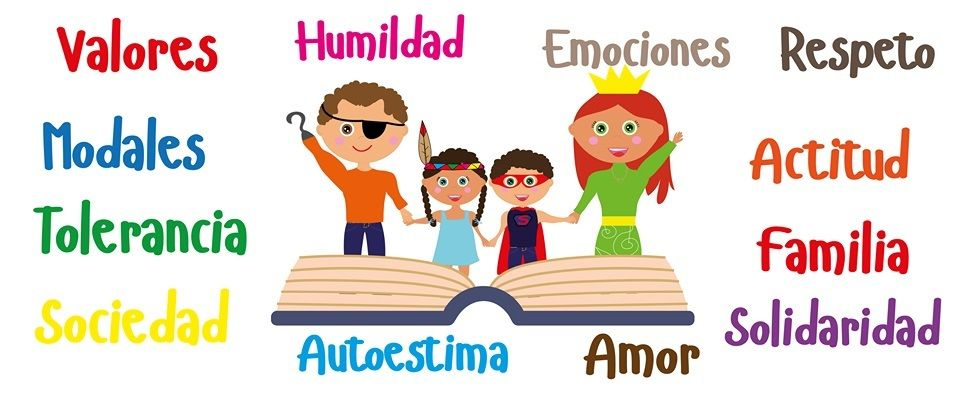 Valores
Humildad
Emociones
Respeto
Modales
Actitud
Tolerancia
Familia
Sociedad
Solidaridad
Autoestima
Amor
S